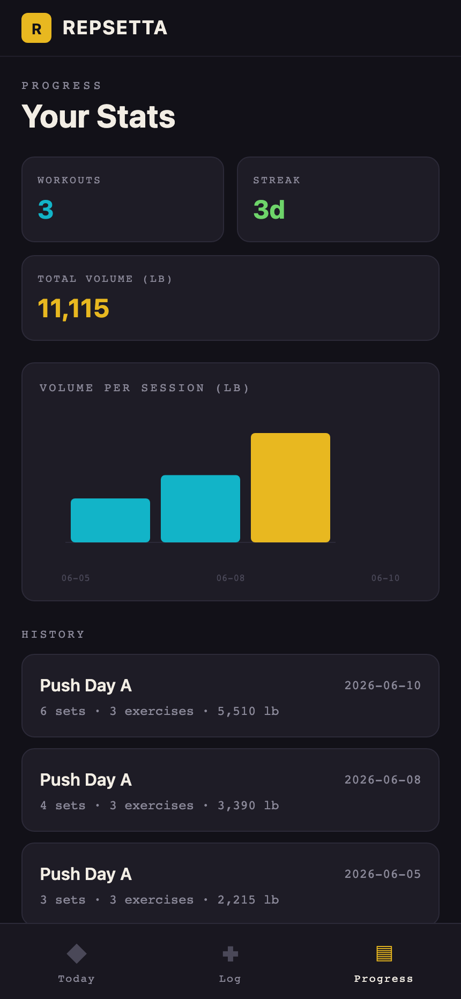 R REPSETTA
PROGRESS
Your Stats
WORKOUTS
3
STREAK
3d
TOTAL VOLUME (LB)
11,115
VOLUME PER SESSION (LB)
06-05 06-08 06-10
HISTORY
Push Day A 2026-06-10
6 sets · 3 exercises · 5,510 lb
Push Day A 2026-06-08
4 sets · 3 exercises · 3,390 lb
Push Day A 2026-06-05
3 sets · 3 exercises · 2,215 lb
Today Log Progress